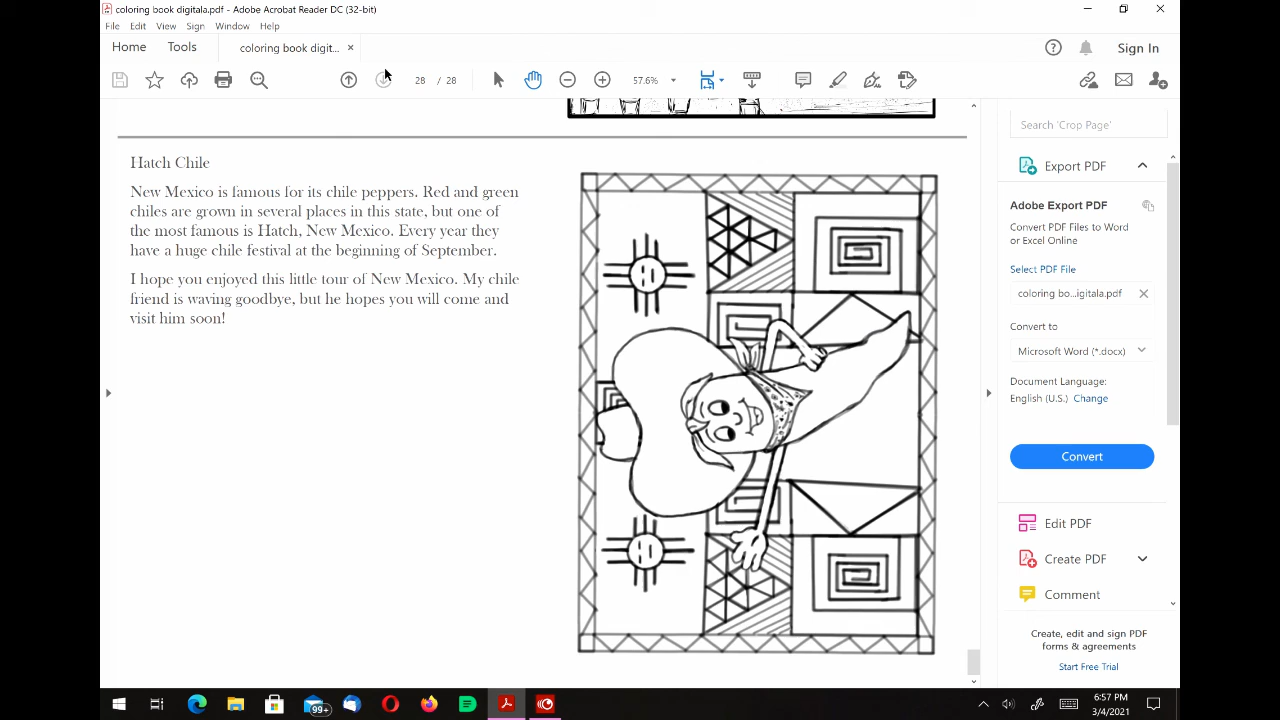 coloring book digitala.pdf - Adobe Acrobat Reader DC (32-bit)
File Edit View Sign Window Help
Home Tools coloring book digit... × Sign In
28 / 28 57.6%
Search 'Crop Page'
Hatch Chile
New Mexico is famous for its chile peppers. Red and green
chiles are grown in several places in this state, but one of
the most famous is Hatch, New Mexico. Every year they
have a huge chile festival at the beginning of September.
I hope you enjoyed this little tour of New Mexico. My chile
friend is waving goodbye, but he hopes you will come and
visit him soon!
Export PDF
Adobe Export PDF
Convert PDF Files to Word
or Excel Online
Select PDF File
coloring bo...igitala.pdf
Convert to
Microsoft Word (*.docx)
Document Language:
English (U.S.) Change
Convert
Edit PDF
Create PDF
Comment
Create, edit and sign PDF
forms & agreements
Start Free Trial
99+
6:57 PM
3/4/2021